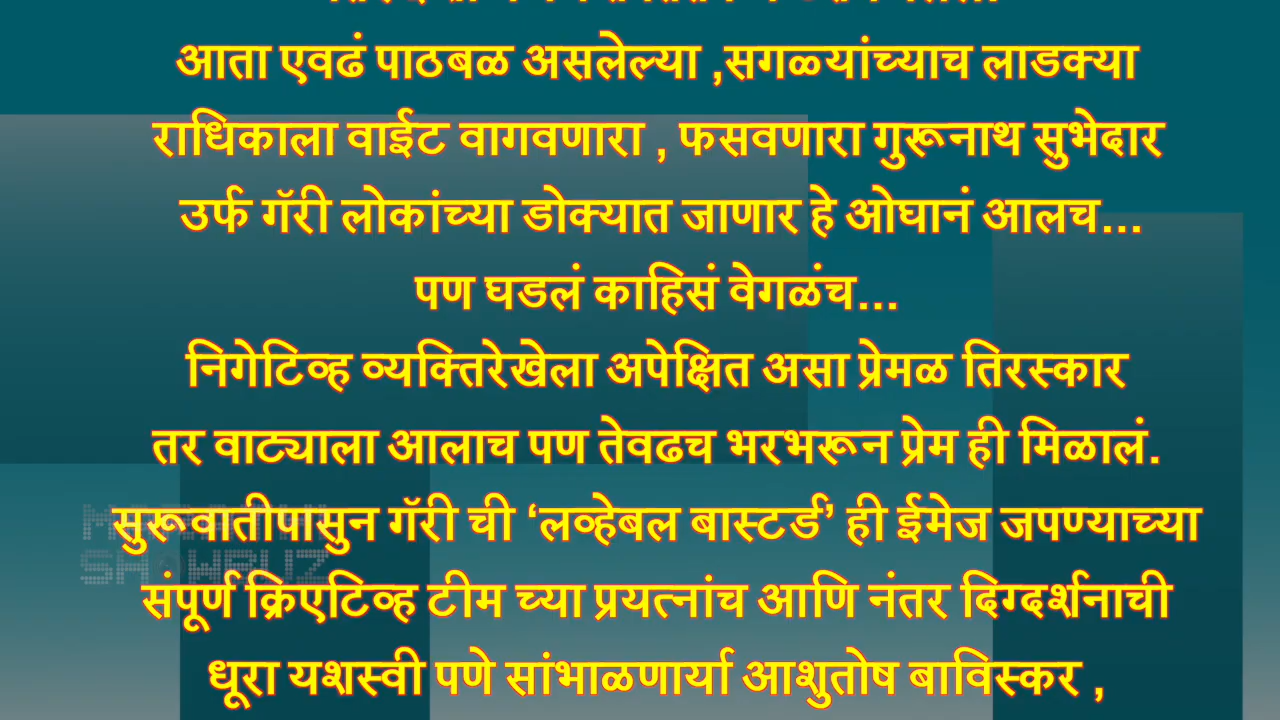 आता एवढं पाठबळ असलेल्या ,सगळ्यांच्याच लाडक्या
राधिकाला वाईट वागवणारा , फसवणारा गुरूनाथ सुभेदार
उर्फ गॅरी लोकांच्या डोक्यात जाणार हे ओघानं आलच...
पण घडलं काहिसं वेगळंच...
निगेटिव्ह व्यक्तिरेखेला अपेक्षित असा प्रेमळ तिरस्कार
तर वाट्याला आलाच पण तेवढच भरभरून प्रेम ही मिळालं.
सुरूवातीपासुन गॅरी ची ‘लव्हेबल बास्टर्ड’ ही ईमेज जपण्याच्या
संपूर्ण क्रिएटिव्ह टीम च्या प्रयत्नांच आणि नंतर दिग्दर्शनाची
धूरा यशस्वी पणे सांभाळणार्या आशुतोष बाविस्कर ,